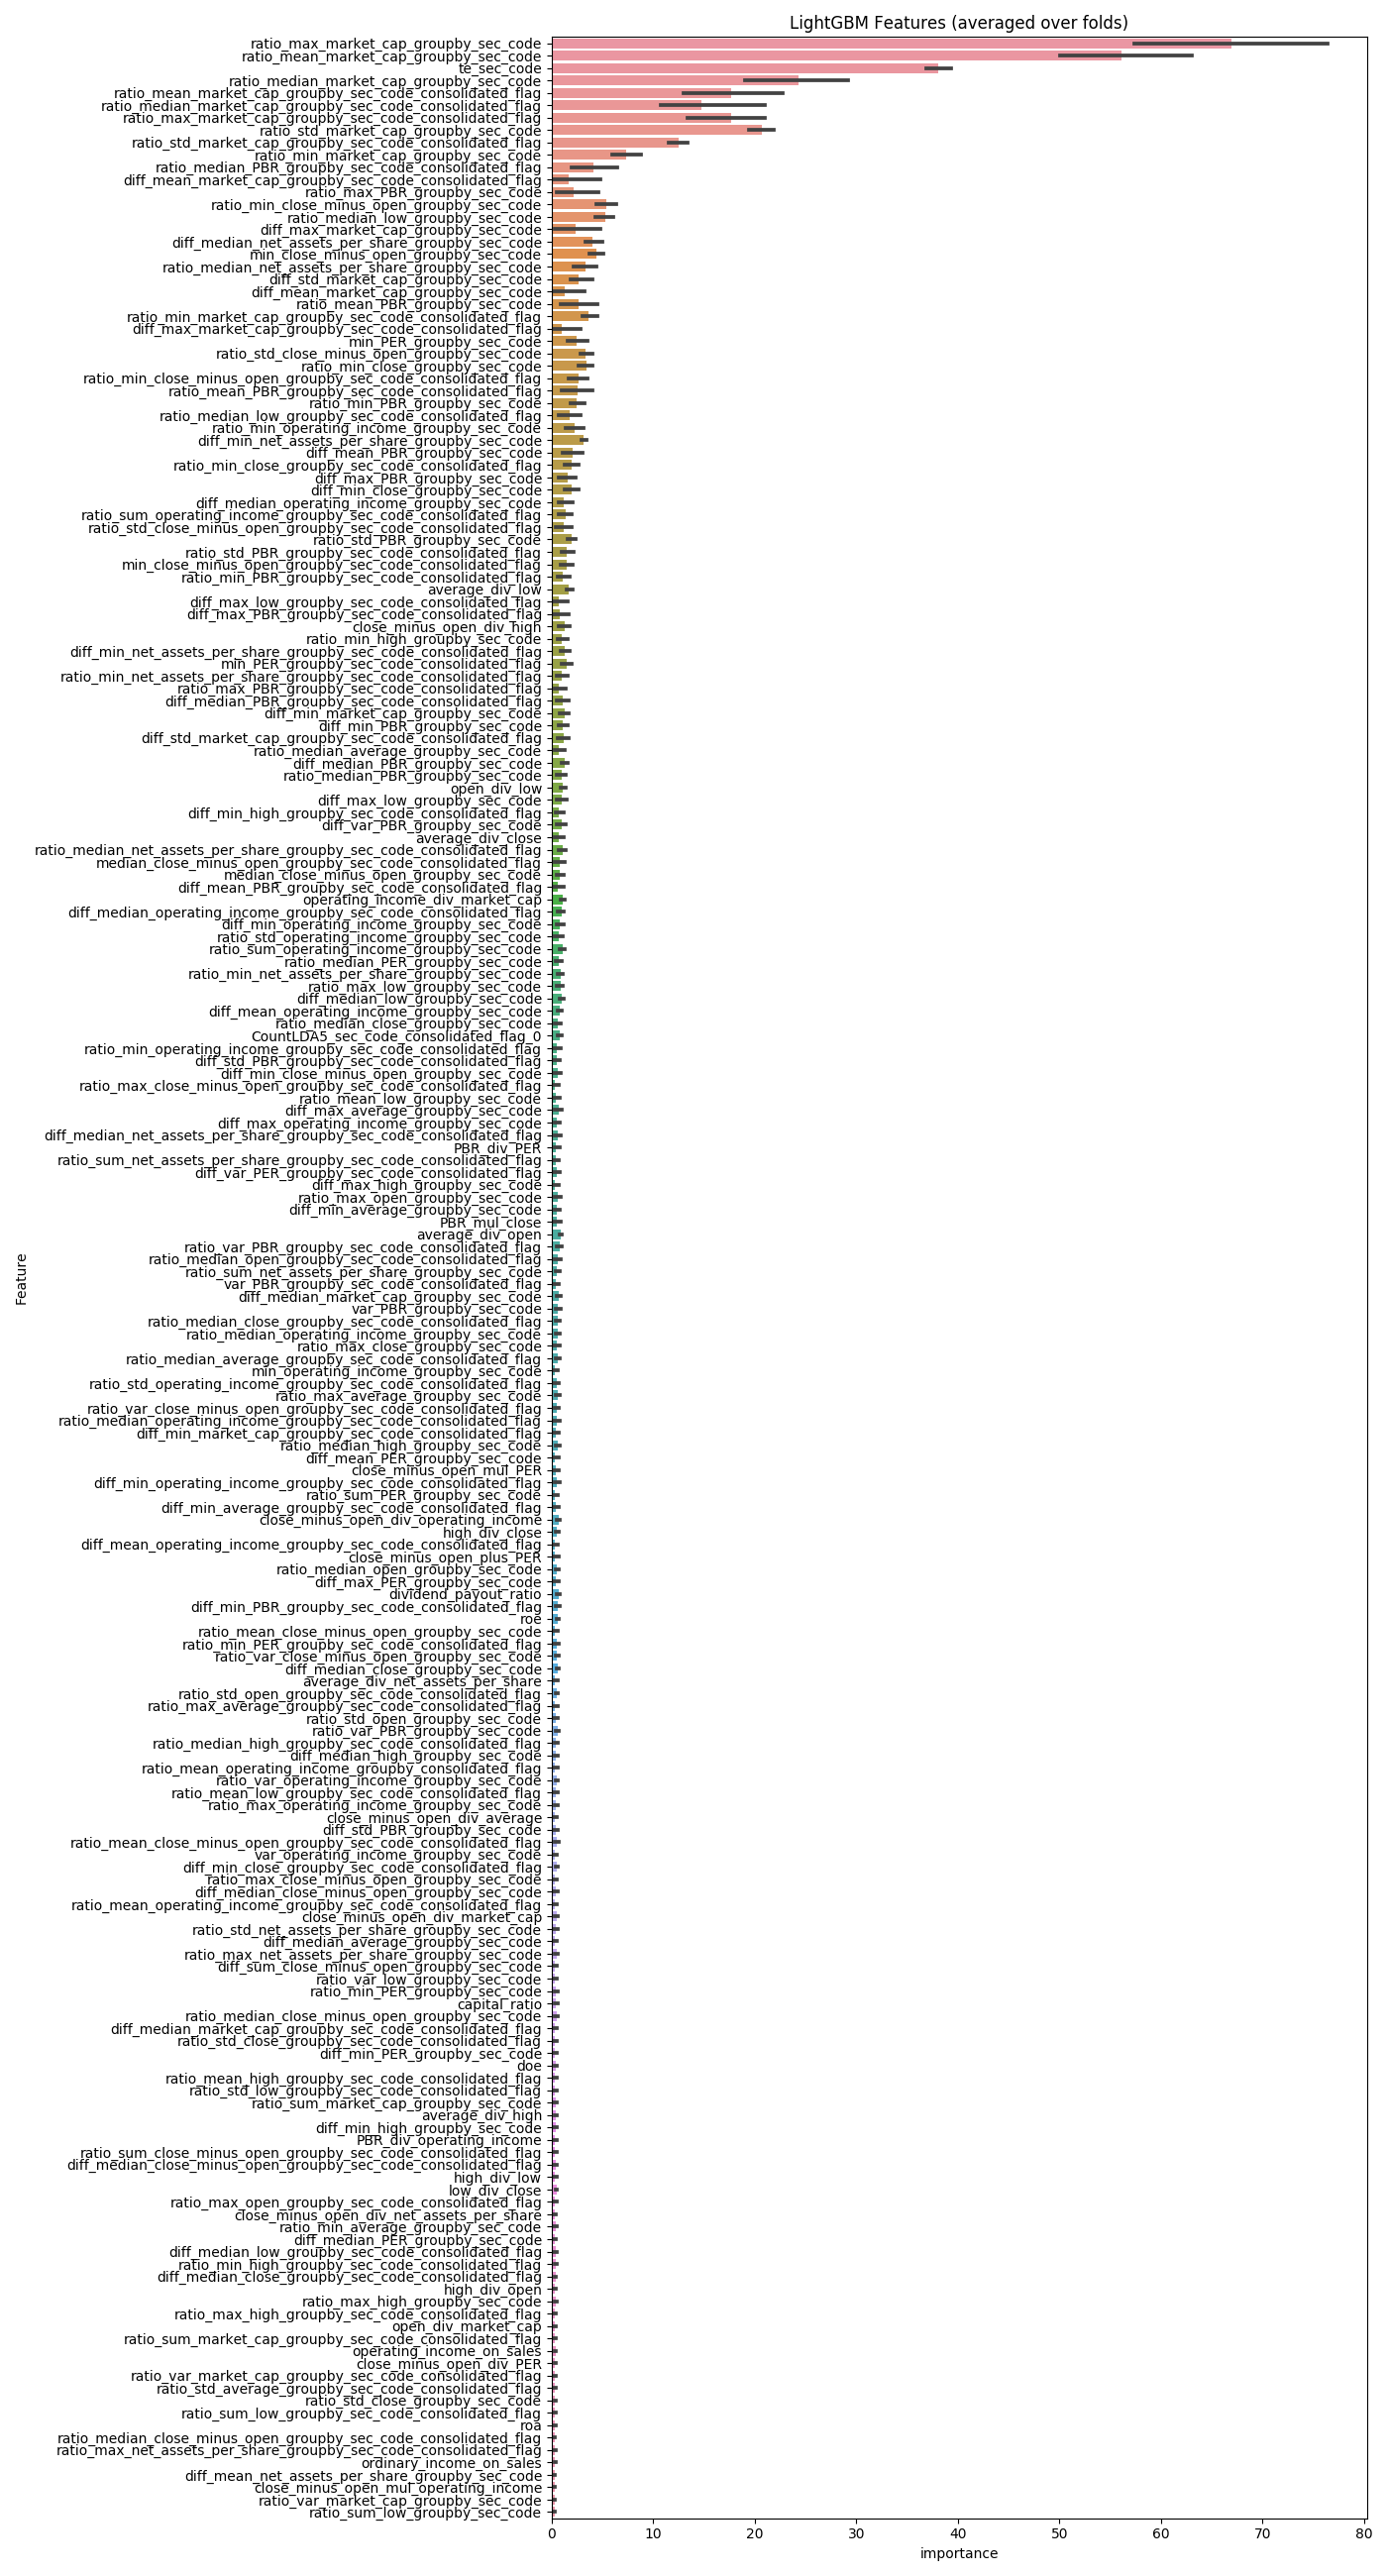 LightGBM Features (averaged over folds)
ratio_max_market_cap_groupby_sec_code
ratio_mean_market_cap_groupby_sec_code
te_sec_code
ratio_median_market_cap_groupby_sec_code
ratio_mean_market_cap_groupby_sec_code_consolidated_flag
ratio_median_market_cap_groupby_sec_code_consolidated_flag
ratio_max_market_cap_groupby_sec_code_consolidated_flag
ratio_std_market_cap_groupby_sec_code
ratio_std_market_cap_groupby_sec_code_consolidated_flag
ratio_min_market_cap_groupby_sec_code
ratio_median_PBR_groupby_sec_code_consolidated_flag
diff_mean_market_cap_groupby_sec_code_consolidated_flag
ratio_max_PBR_groupby_sec_code
ratio_min_close_minus_open_groupby_sec_code
ratio_median_low_groupby_sec_code
diff_max_market_cap_groupby_sec_code
diff_median_net_assets_per_share_groupby_sec_code
min_close_minus_open_groupby_sec_code
ratio_median_net_assets_per_share_groupby_sec_code
diff_std_market_cap_groupby_sec_code
diff_mean_market_cap_groupby_sec_code
ratio_mean_PBR_groupby_sec_code
ratio_min_market_cap_groupby_sec_code_consolidated_flag
diff_max_market_cap_groupby_sec_code_consolidated_flag
min_PER_groupby_sec_code
ratio_std_close_minus_open_groupby_sec_code
ratio_min_close_groupby_sec_code
ratio_min_close_minus_open_groupby_sec_code_consolidated_flag
ratio_mean_PBR_groupby_sec_code_consolidated_flag
ratio_min_PBR_groupby_sec_code
ratio_median_low_groupby_sec_code_consolidated_flag
ratio_min_operating_income_groupby_sec_code
diff_min_net_assets_per_share_groupby_sec_code
diff_mean_PBR_groupby_sec_code
ratio_min_close_groupby_sec_code_consolidated_flag
diff_max_PBR_groupby_sec_code
diff_min_close_groupby_sec_code
diff_median_operating_income_groupby_sec_code
ratio_sum_operating_income_groupby_sec_code_consolidated_flag
ratio_std_close_minus_open_groupby_sec_code_consolidated_flag
ratio_std_PBR_groupby_sec_code
ratio_std_PBR_groupby_sec_code_consolidated_flag
min_close_minus_open_groupby_sec_code_consolidated_flag
ratio_min_PBR_groupby_sec_code_consolidated_flag
average_div_low
diff_max_low_groupby_sec_code_consolidated_flag
diff_max_PBR_groupby_sec_code_consolidated_flag
close_minus_open_div_high
ratio_min_high_groupby_sec_code
diff_min_net_assets_per_share_groupby_sec_code_consolidated_flag
min_PER_groupby_sec_code_consolidated_flag
ratio_min_net_assets_per_share_groupby_sec_code_consolidated_flag
ratio_max_PBR_groupby_sec_code_consolidated_flag
diff_median_PBR_groupby_sec_code_consolidated_flag
diff_min_market_cap_groupby_sec_code
diff_min_PBR_groupby_sec_code
diff_std_market_cap_groupby_sec_code_consolidated_flag
ratio_median_average_groupby_sec_code
diff_median_PBR_groupby_sec_code
ratio_median_PBR_groupby_sec_code
open_div_low
diff_max_low_groupby_sec_code
diff_min_high_groupby_sec_code_consolidated_flag
diff_var_PBR_groupby_sec_code
average_div_close
ratio_median_net_assets_per_share_groupby_sec_code_consolidated_flag
median_close_minus_open_groupby_sec_code_consolidated_flag
median_close_minus_open_groupby_sec_code
diff_mean_PBR_groupby_sec_code_consolidated_flag
operating_income_div_market_cap
diff_median_operating_income_groupby_sec_code_consolidated_flag
diff_min_operating_income_groupby_sec_code
ratio_std_operating_income_groupby_sec_code
ratio_sum_operating_income_groupby_sec_code
ratio_median_PER_groupby_sec_code
ratio_min_net_assets_per_share_groupby_sec_code
ratio_max_low_groupby_sec_code
diff_median_low_groupby_sec_code
diff_mean_operating_income_groupby_sec_code
ratio_median_close_groupby_sec_code
CountLDA5_sec_code_consolidated_flag_0
ratio_min_operating_income_groupby_sec_code_consolidated_flag
diff_std_PBR_groupby_sec_code_consolidated_flag
diff_min_close_minus_open_groupby_sec_code
ratio_max_close_minus_open_groupby_sec_code_consolidated_flag
ratio_mean_low_groupby_sec_code
diff_max_average_groupby_sec_code
diff_max_operating_income_groupby_sec_code
diff_median_net_assets_per_share_groupby_sec_code_consolidated_flag
PBR_div_PER
ratio_sum_net_assets_per_share_groupby_sec_code_consolidated_flag
diff_var_PER_groupby_sec_code_consolidated_flag
diff_max_high_groupby_sec_code
ratio_max_open_groupby_sec_code
diff_min_average_groupby_sec_code
PBR_mul_close
average_div_open
ratio_var_PBR_groupby_sec_code_consolidated_flag
ratio_median_open_groupby_sec_code_consolidated_flag
ratio_sum_net_assets_per_share_groupby_sec_code
var_PBR_groupby_sec_code_consolidated_flag
diff_median_market_cap_groupby_sec_code
var_PBR_groupby_sec_code
ratio_median_close_groupby_sec_code_consolidated_flag
ratio_median_operating_income_groupby_sec_code
ratio_max_close_groupby_sec_code
ratio_median_average_groupby_sec_code_consolidated_flag
min_operating_income_groupby_sec_code
ratio_std_operating_income_groupby_sec_code_consolidated_flag
ratio_max_average_groupby_sec_code
ratio_var_close_minus_open_groupby_sec_code_consolidated_flag
ratio_median_operating_income_groupby_sec_code_consolidated_flag
diff_min_market_cap_groupby_sec_code_consolidated_flag
ratio_median_high_groupby_sec_code
diff_mean_PER_groupby_sec_code
close_minus_open_mul_PER
diff_min_operating_income_groupby_sec_code_consolidated_flag
ratio_sum_PER_groupby_sec_code
diff_min_average_groupby_sec_code_consolidated_flag
close_minus_open_div_operating_income
high_div_close
diff_mean_operating_income_groupby_sec_code_consolidated_flag
close_minus_open_plus_PER
ratio_median_open_groupby_sec_code
diff_max_PER_groupby_sec_code
dividend_payout_ratio
diff_min_PBR_groupby_sec_code_consolidated_flag
roe
ratio_mean_close_minus_open_groupby_sec_code
ratio_min_PER_groupby_sec_code_consolidated_flag
ratio_var_close_minus_open_groupby_sec_code
diff_median_close_groupby_sec_code
average_div_net_assets_per_share
ratio_std_open_groupby_sec_code_consolidated_flag
ratio_max_average_groupby_sec_code_consolidated_flag
ratio_std_open_groupby_sec_code
ratio_var_PBR_groupby_sec_code
ratio_median_high_groupby_sec_code_consolidated_flag
diff_median_high_groupby_sec_code
ratio_mean_operating_income_groupby_consolidated_flag
ratio_var_operating_income_groupby_sec_code
ratio_mean_low_groupby_sec_code_consolidated_flag
ratio_max_operating_income_groupby_sec_code
close_minus_open_div_average
diff_std_PBR_groupby_sec_code
ratio_mean_close_minus_open_groupby_sec_code_consolidated_flag
var_operating_income_groupby_sec_code
diff_min_close_groupby_sec_code_consolidated_flag
ratio_max_close_minus_open_groupby_sec_code
diff_median_close_minus_open_groupby_sec_code
ratio_mean_operating_income_groupby_sec_code_consolidated_flag
close_minus_open_div_market_cap
ratio_std_net_assets_per_share_groupby_sec_code
diff_median_average_groupby_sec_code
ratio_max_net_assets_per_share_groupby_sec_code
diff_sum_close_minus_open_groupby_sec_code
ratio_var_low_groupby_sec_code
ratio_min_PER_groupby_sec_code
capital_ratio
ratio_median_close_minus_open_groupby_sec_code
diff_median_market_cap_groupby_sec_code_consolidated_flag
ratio_std_close_groupby_sec_code_consolidated_flag
diff_min_PER_groupby_sec_code
doe
ratio_mean_high_groupby_sec_code_consolidated_flag
ratio_std_low_groupby_sec_code_consolidated_flag
ratio_sum_market_cap_groupby_sec_code
average_div_high
diff_min_high_groupby_sec_code
PBR_div_operating_income
ratio_sum_close_minus_open_groupby_sec_code_consolidated_flag
diff_median_close_minus_open_groupby_sec_code_consolidated_flag
high_div_low
low_div_close
ratio_max_open_groupby_sec_code_consolidated_flag
close_minus_open_div_net_assets_per_share
ratio_min_average_groupby_sec_code
diff_median_PER_groupby_sec_code
diff_median_low_groupby_sec_code_consolidated_flag
ratio_min_high_groupby_sec_code_consolidated_flag
diff_median_close_groupby_sec_code_consolidated_flag
high_div_open
ratio_max_high_groupby_sec_code
ratio_max_high_groupby_sec_code_consolidated_flag
open_div_market_cap
ratio_sum_market_cap_groupby_sec_code_consolidated_flag
operating_income_on_sales
close_minus_open_div_PER
ratio_var_market_cap_groupby_sec_code_consolidated_flag
ratio_std_average_groupby_sec_code_consolidated_flag
ratio_std_close_groupby_sec_code
ratio_sum_low_groupby_sec_code_consolidated_flag
roa
ratio_median_close_minus_open_groupby_sec_code_consolidated_flag
ratio_max_net_assets_per_share_groupby_sec_code_consolidated_flag
ordinary_income_on_sales
diff_mean_net_assets_per_share_groupby_sec_code
close_minus_open_mul_operating_income
ratio_var_market_cap_groupby_sec_code
ratio_sum_low_groupby_sec_code
Feature
0 10 20 30 40 50 60 70 80
importance